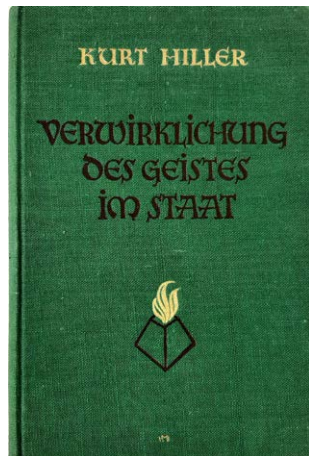 KURT HILLER
VERWIRKLICHUNG
DES GEISTES
IM STAAT